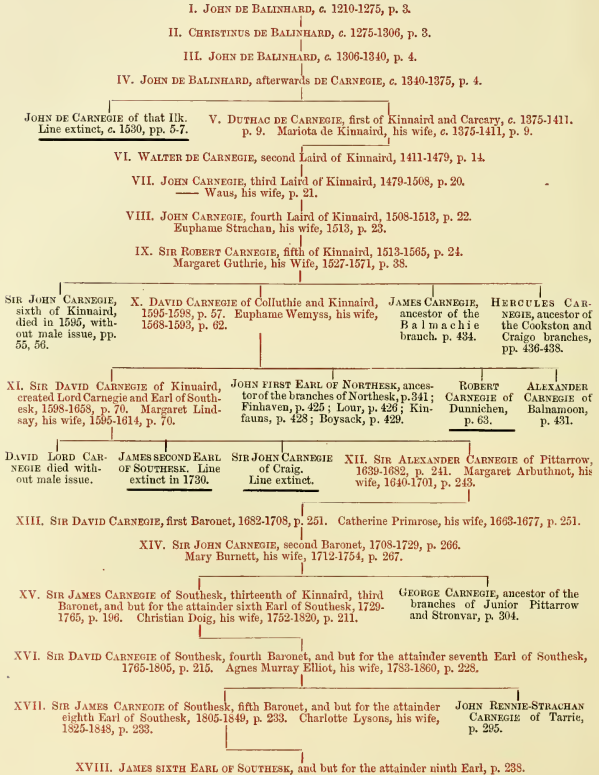 I. JOHN DE BALINHARD, c. 1210-1275, p. 3.
II. CHRISTINUS DE BALINHARD, c. 1275-1306, p. 3.
III. JOHN DE BALINHARD, c. 1306-1340, p. 4.
IV. JOHN DE BALINHARD, afterwards DE CARNEGIE, c. 1340-1375, p. 4.
JOHN DE CARNEGIE of that Ilk.
Line extinct, c. 1530, pp. 5-7.
V. DUTHAC DE CARNEGIE, first of Kinnaird and Carcary, c. 1375-1411.
p. 9. Mariota de Kinnaird, his wife, c. 1375-1411, p. 9.
VI. WALTER DE CARNEGIE, second Laird of Kinnaird, 1411-1479, p. 14.
VII. JOHN CARNEGIE, third Laird of Kinnaird, 1479-1508, p. 20.
—— Waus, his wife, p. 21.
VIII. JOHN CARNEGIE, fourth Laird of Kinnaird, 1508-1513, p. 22.
Euphame Strachan, his wife, 1513, p. 23.
IX. SIR ROBERT CARNEGIE, fifth of Kinnaird, 1513-1565, p. 24.
Margaret Guthrie, his Wife, 1527-1571, p. 38.
SIR JOHN CARNEGIE,
sixth of Kinnaird,
died in 1595, with-
out male issue, pp.
55, 56.
X. DAVID CARNEGIE of Colluthie and Kinnaird,
1595-1598, p. 57. Euphame Wemyss, his wife,
1568-1593, p. 62.
JAMES CARNEGIE,
ancestor of the
Balmachie
branch. p. 434.
HERCULES CAR-
NEGIE, ancestor of
the Cookston and
Craigo branches,
pp. 436-438.
XI. SIR DAVID CARNEGIE of Kinnaird,
created Lord Carnegie and Earl of South-
esk, 1598-1658, p. 70. Margaret Lind-
say, his wife, 1595-1614, p. 70.
JOHN FIRST EARL OF NORTHESK, ances-
tor of the branches of Northesk, p. 341;
Finhaven, p. 425; Lour, p. 426; Kin-
fauns, p. 428; Boysack, p. 429.
ROBERT
CARNEGIE of
Dunnichen,
p. 63.
ALEXANDER
CARNEGIE of
Balnamoon,
p. 431.
DAVID LORD CAR-
NEGIE died with-
out male issue.
JAMES SECOND EARL
OF SOUTHESK. Line
extinct in 1730.
SIR JOHN CARNEGIE
of Craig.
Line extinct.
XII. SIR ALEXANDER CARNEGIE of Pittarrow,
1639-1682, p. 241. Margaret Arbuthnot, his
wife, 1640-1701, p. 243.
XIII. SIR DAVID CARNEGIE, first Baronet, 1682-1708, p. 251. Catherine Primrose, his wife, 1663-1677, p. 251.
XIV. SIR JOHN CARNEGIE, second Baronet, 1708-1729, p. 266.
Mary Burnett, his wife, 1712-1754, p. 267.
XV. SIR JAMES CARNEGIE of Southesk, thirteenth of Kinnaird, third
Baronet, and but for the attainder sixth Earl of Southesk, 1729-
1765, p. 196. Christian Doig, his wife, 1752-1820, p. 211.
GEORGE CARNEGIE, ancestor of the
branches of Junior Pittarrow
and Stronvar, p. 304.
XVI. SIR DAVID CARNEGIE of Southesk, fourth Baronet, and but for the attainder seventh Earl of Southesk,
1765-1805, p. 215. Agnes Murray Elliot, his wife, 1783-1860, p. 228.
XVII. SIR JAMES CARNEGIE of Southesk, fifth Baronet, and but for the attainder
eighth Earl of Southesk, 1805-1849, p. 233. Charlotte Lysons, his wife,
1825-1848, p. 233.
JOHN RENNIE-STRACHAN
CARNEGIE of Tarrie,
p. 295.
XVIII. JAMES SIXTH EARL OF SOUTHESK, and but for the attainder ninth Earl, p. 238.